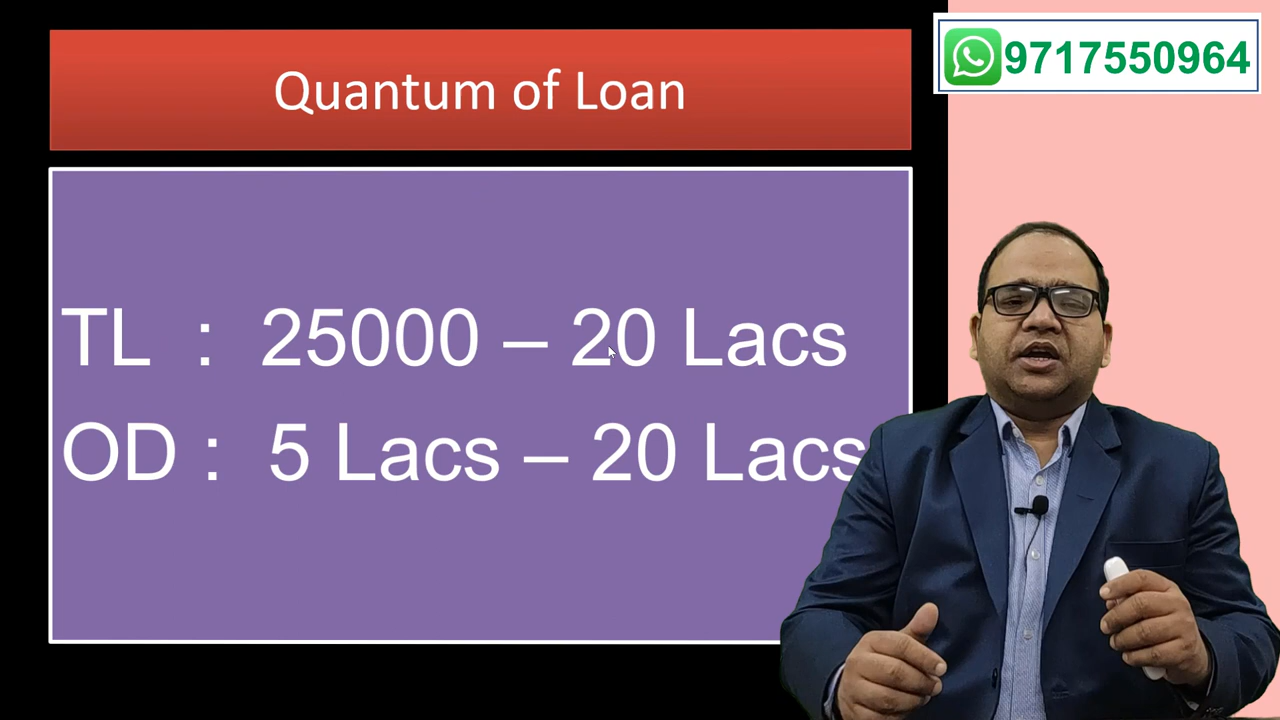 Quantum of Loan
9717550964
TL : 25000 – 20 Lacs
OD : 5 Lacs – 20 Lacs